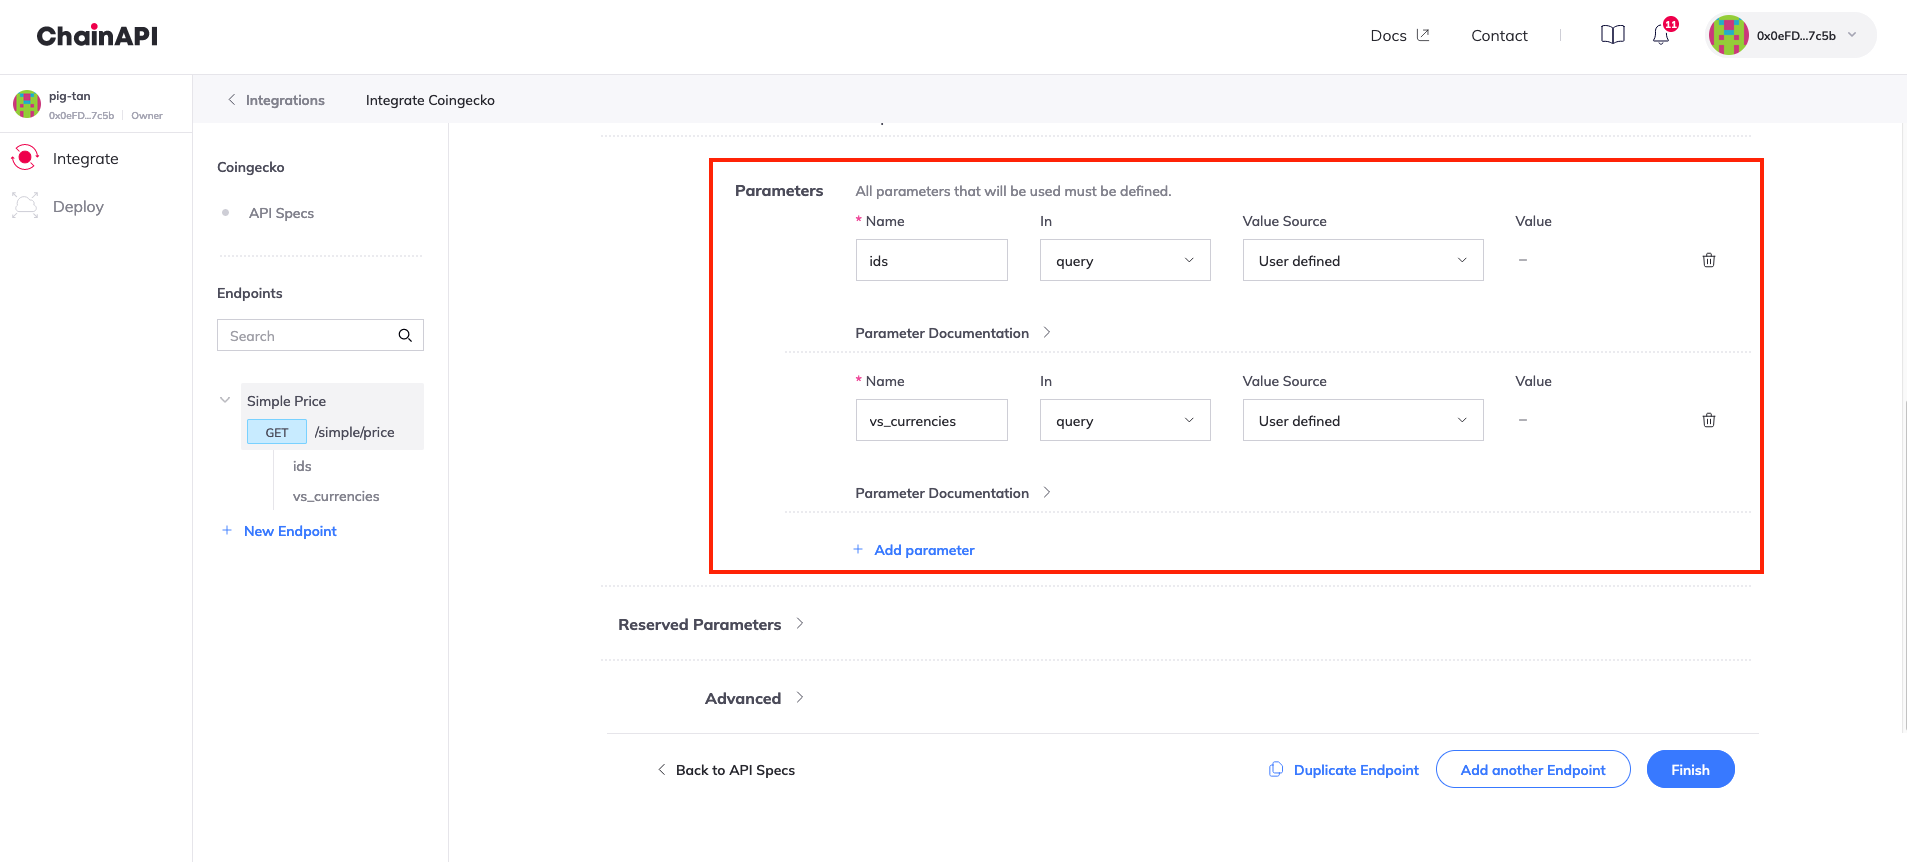 ChainAPI
Docs
Contact
11
0x0eFD...7c5b
pig-tan
0x0eFD...7c5b
Owner
Integrate
Deploy
Integrations
Integrate Coingecko
Coingecko
API Specs
Endpoints
Search
Simple Price
GET /simple/price
ids
vs_currencies
+ New Endpoint
Parameters
All parameters that will be used must be defined.
* Name In Value Source Value
ids query User defined –
Parameter Documentation
* Name In Value Source Value
vs_currencies query User defined –
Parameter Documentation
+ Add parameter
Reserved Parameters
Advanced
Back to API Specs
Duplicate Endpoint
Add another Endpoint
Finish